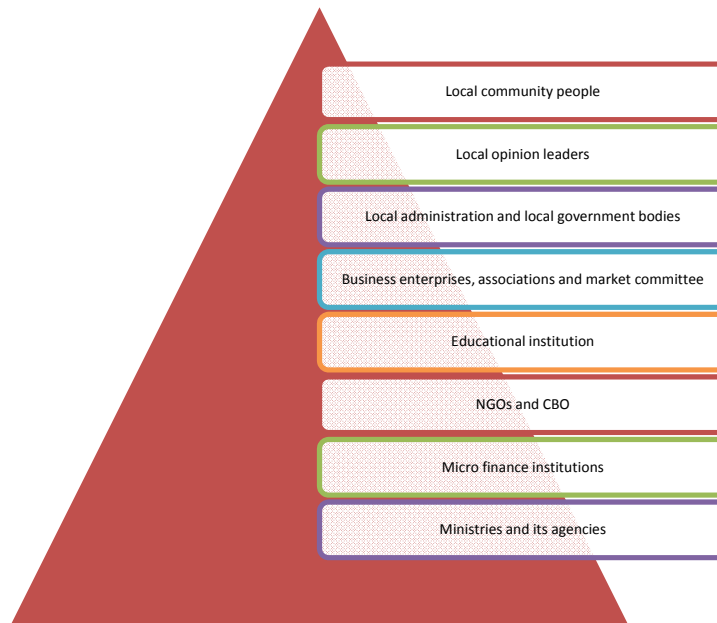 Local community people
Local opinion leaders
Local administration and local government bodies
Business enterprises, associations and market committee
Educational institution
NGOs and CBO
Micro finance institutions
Ministries and its agencies